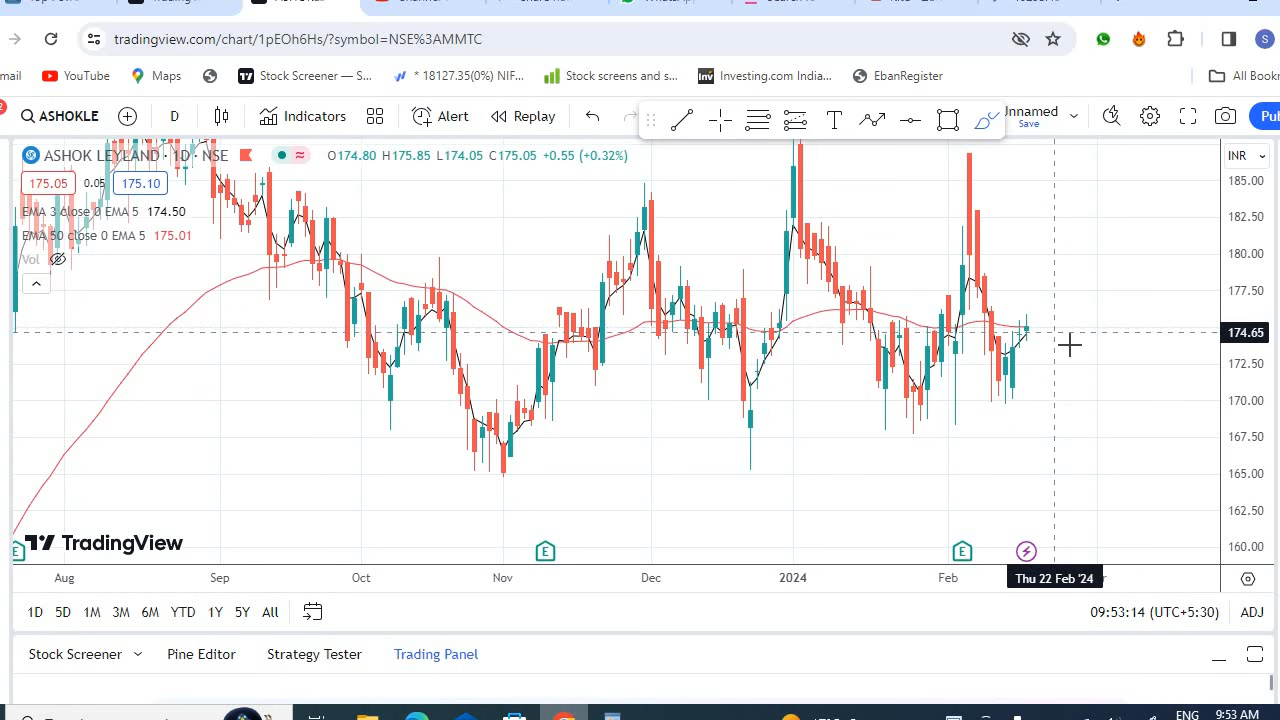 tradingview.com/chart/1pEOh6Hs/?symbol=NSE%3AMMTC
S
mail YouTube Maps Stock Screener — S... * 18127.35(0%) NIF... Stock screens and s... Investing.com India... EbanRegister All Bookm
2 ASHOKLE D Indicators Alert Replay T Unnamed Save Pub
ASHOK LEYLAND · 1D · NSE O174.80 H175.85 L174.05 C175.05 +0.55 (+0.32%) INR
175.05 0.05 175.10
EMA 3 close 0 EMA 5 174.50
EMA 50 close 0 EMA 5 175.01
Vol
185.00
182.50
180.00
177.50
174.65
172.50
170.00
167.50
165.00
162.50
160.00
TradingView
E E E
Aug Sep Oct Nov Dec 2024 Feb Thu 22 Feb '24
1D 5D 1M 3M 6M YTD 1Y 5Y All 09:53:14 (UTC+5:30) ADJ
Stock Screener Pine Editor Strategy Tester Trading Panel
ENG 9:53 AM